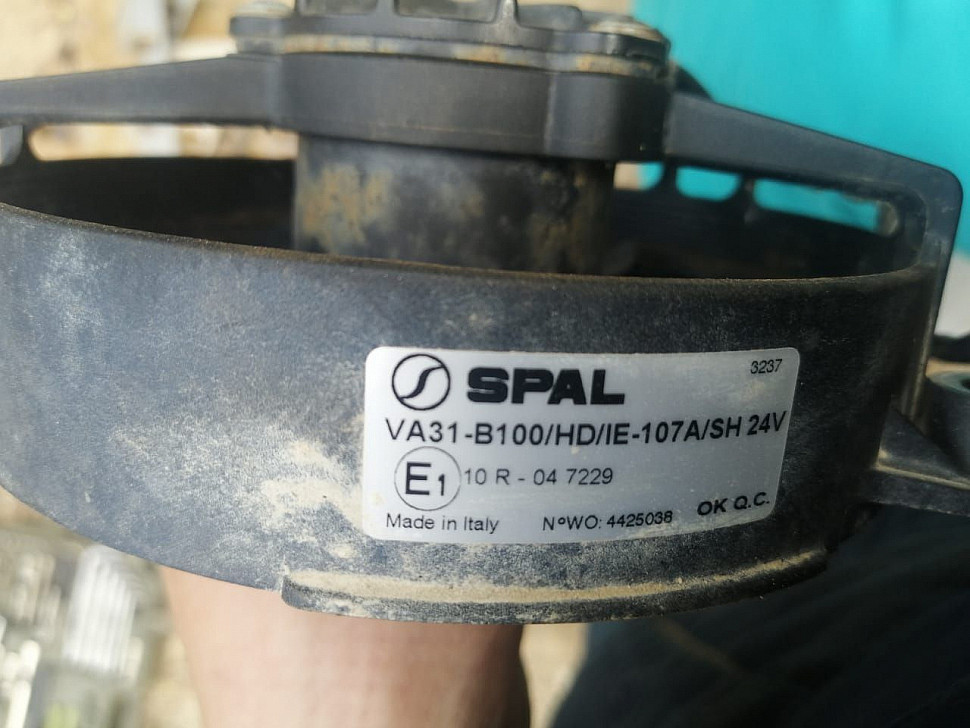 SPAL
3237
VA31-B100/HD/IE-107A/SH 24V
E1 10 R - 04 7229
Made in Italy N°WO: 4425038 OK Q.C.